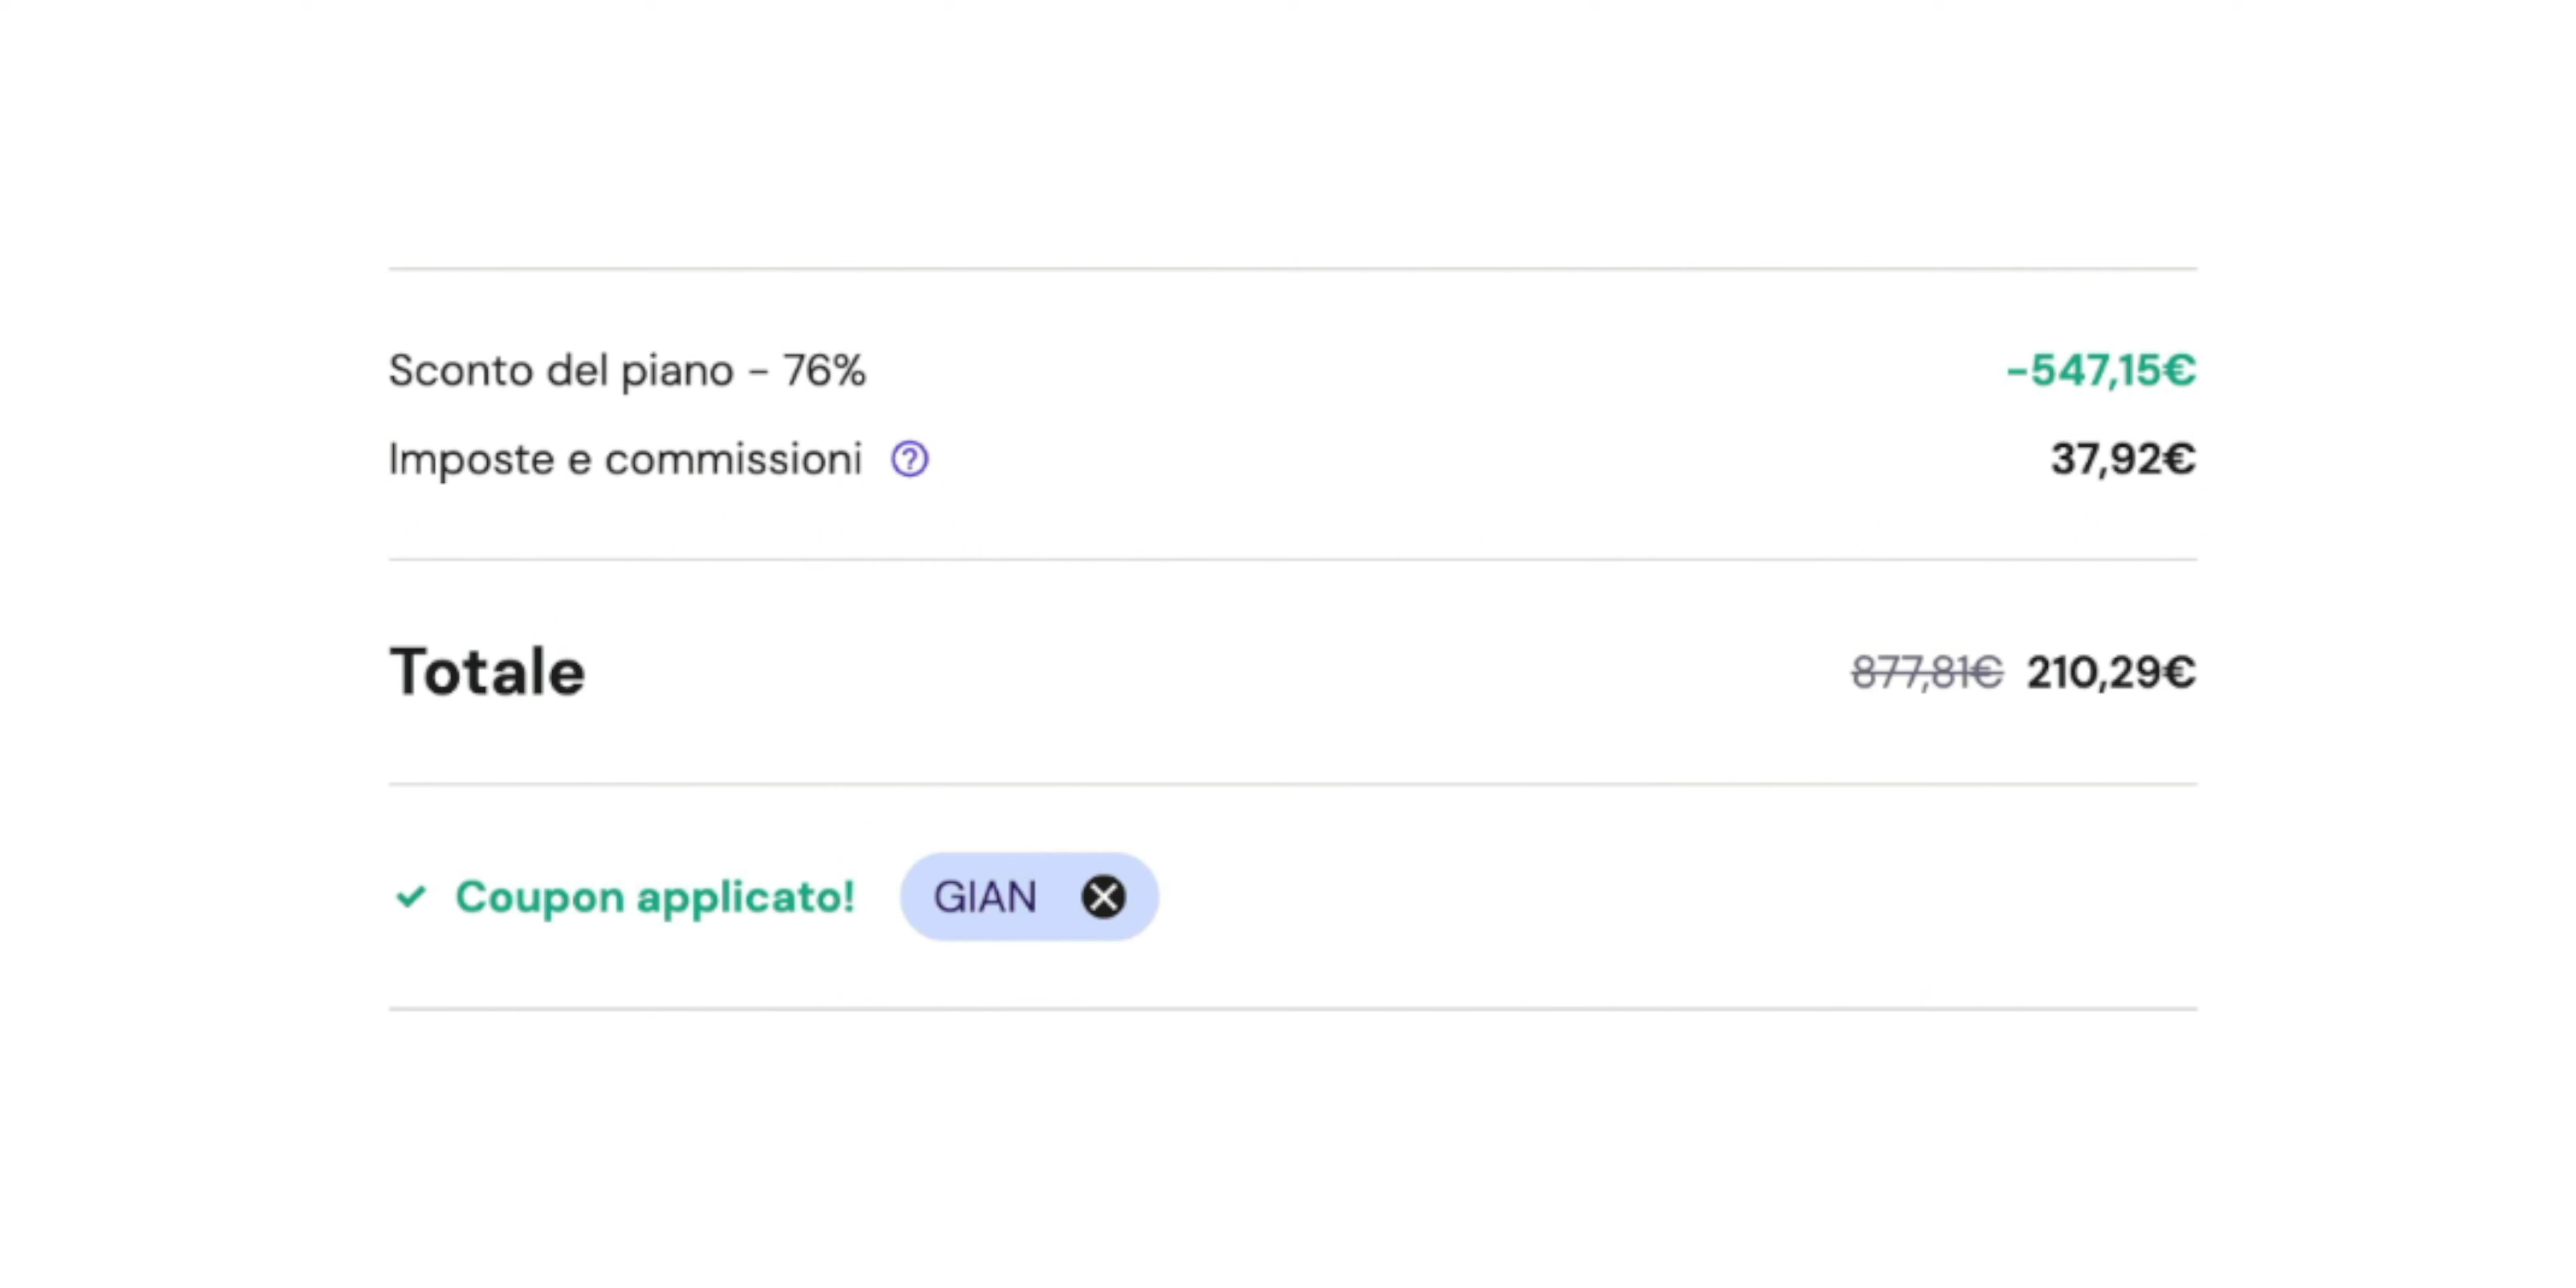 Sconto del piano - 76% -547,15€
Imposte e commissioni 37,92€
Totale 877,81€ 210,29€
Coupon applicato! GIAN